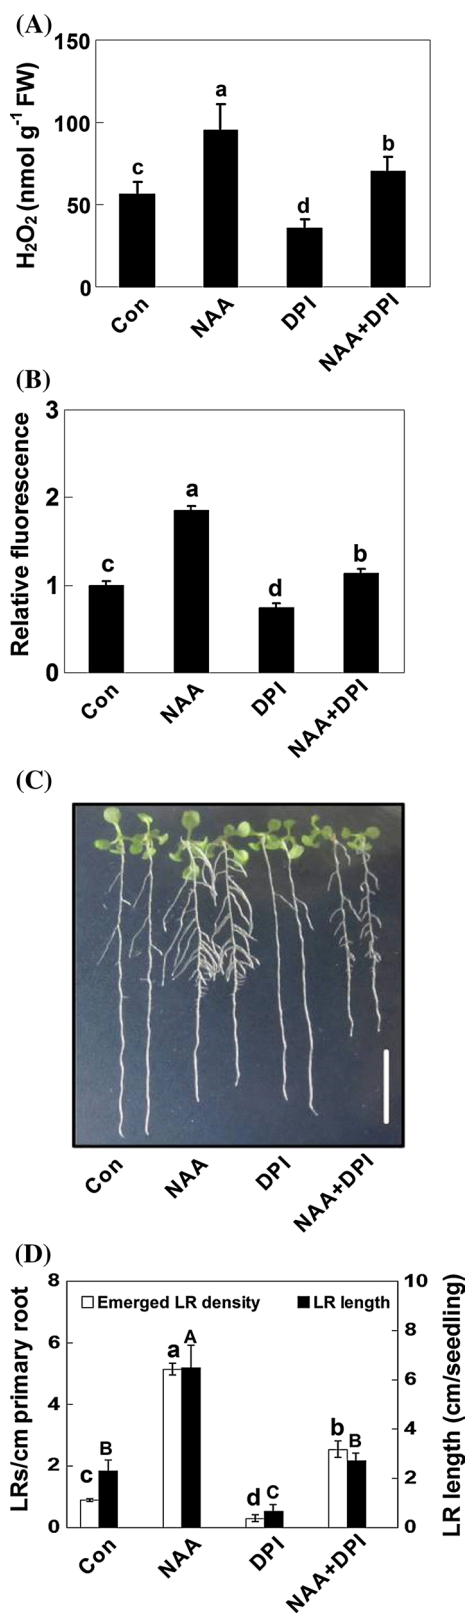 (A)
H₂O₂ (nmol g⁻¹ FW)
150
100
50
0
c
a
d
b
Con
NAA
DPI
NAA+DPI
(B)
Relative fluorescence
3
2
1
0
c
a
d
b
Con
NAA
DPI
NAA+DPI
(C)
Con
NAA
DPI
NAA+DPI
(D)
LRs/cm primary root
8
6
4
2
0
Emerged LR density
LR length
c B
a A
d C
b B
10
8
6
4
2
0
LR length (cm/seedling)
Con
NAA
DPI
NAA+DPI